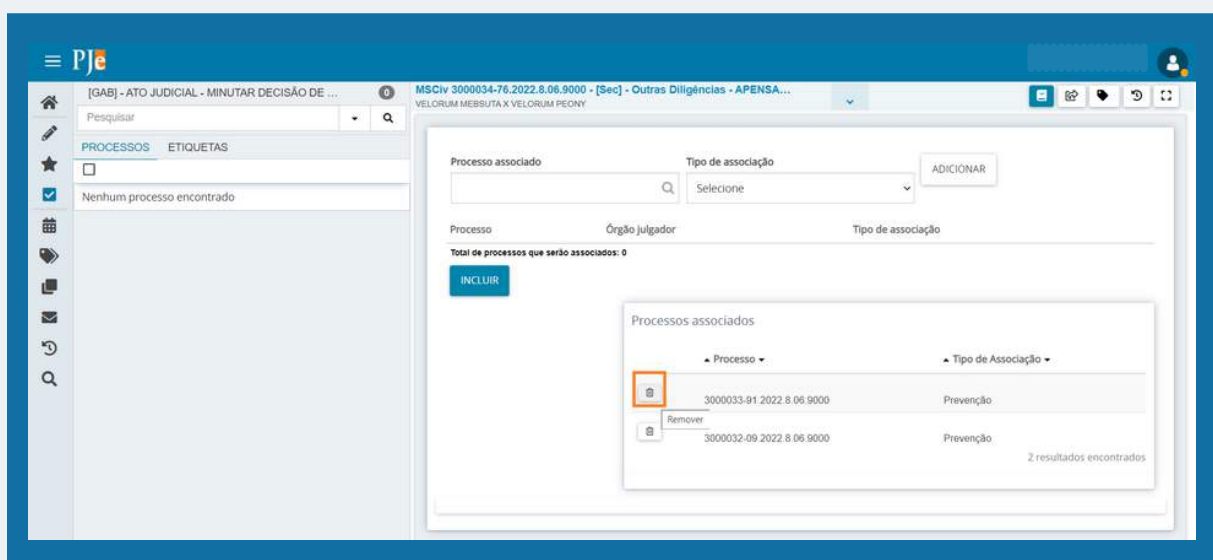 PJe
[GAB] - ATO JUDICIAL - MINUTAR DECISÃO DE ...
0
Pesquisar
PROCESSOS
ETIQUETAS
Nenhum processo encontrado
MSCiv 3000034-76.2022.8.06.9000 - [Sec] - Outras Diligências - APENSA...
VELORUM MEBSUTA X VELORUM PEONY
Processo associado
Tipo de associação
Selecione
ADICIONAR
Processo
Órgão julgador
Tipo de associação
Total de processos que serão associados: 0
INCLUIR
Processos associados
Processo
Tipo de Associação
3000033-91.2022.8.06.9000
Prevenção
Remover
3000032-09.2022.8.06.9000
Prevenção
2 resultados encontrados